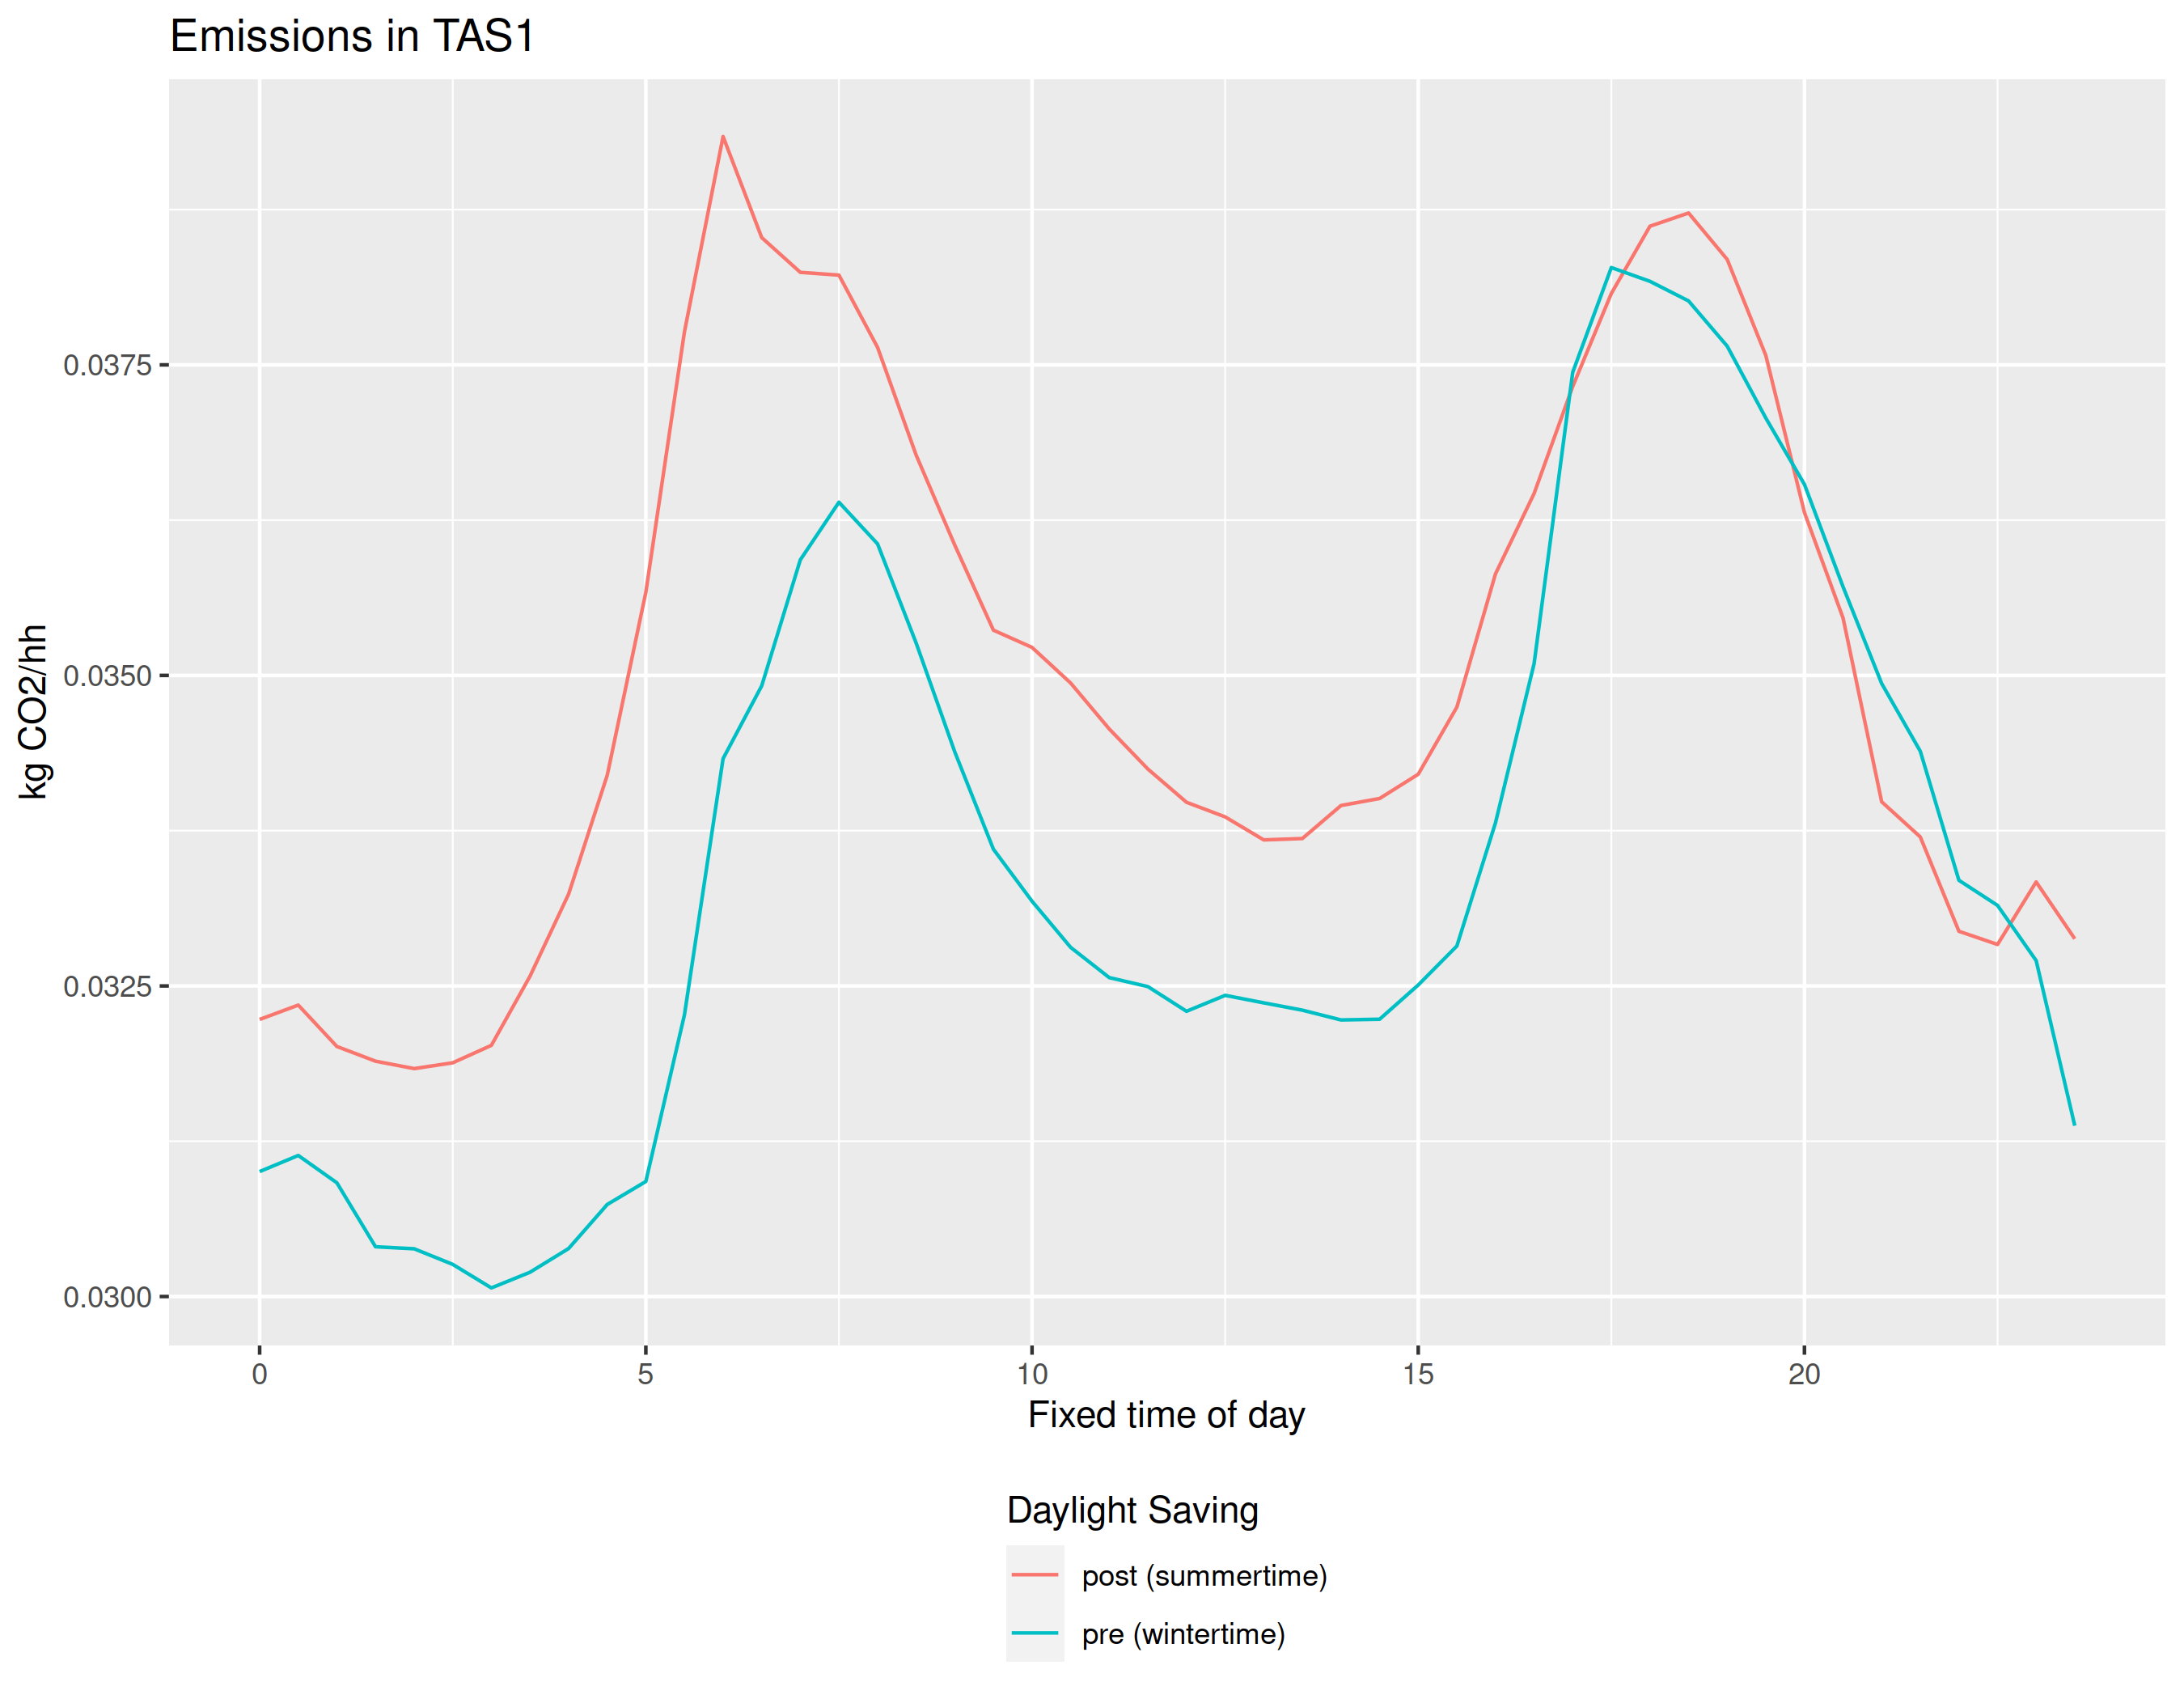 Emissions in TAS1
kg CO2/hh
0.0375
0.0350
0.0325
0.0300
0 5 10 15 20
Fixed time of day
Daylight Saving
post (summertime)
pre (wintertime)